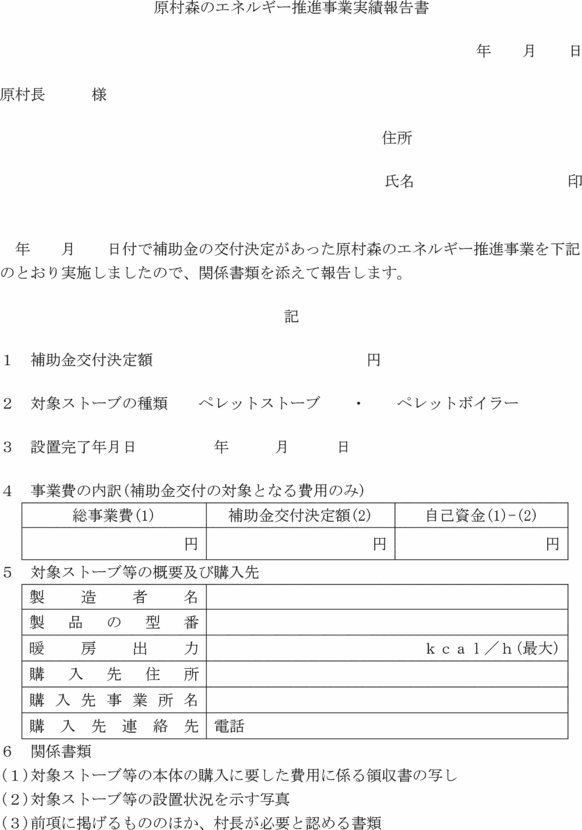 原村森のエネルギー推進事業実績報告書
年　　月　　日
原村長　　　様
住所
氏名　　　　　　　　　　印
　年　　月　　日付で補助金の交付決定があった原村森のエネルギー推進事業を下記
のとおり実施しましたので、関係書類を添えて報告します。
記
１　補助金交付決定額　　　　　　　　　　　　　　円
２　対象ストーブの種類　　ペレットストーブ　　・　　ペレットボイラー
３　設置完了年月日　　　　　年　　　月　　　日
４　事業費の内訳(補助金交付の対象となる費用のみ)
総事業費(1)　補助金交付決定額(2)　自己資金(1)-(2)
円　円　円
５　対象ストーブ等の概要及び購入先
製造者名
製品の型番
暖房出力　ｋｃａｌ／ｈ(最大)
購入先住所
購入先事業所名
購入先連絡先　電話
６　関係書類
(１)対象ストーブ等の本体の購入に要した費用に係る領収書の写し
(２)対象ストーブ等の設置状況を示す写真
(３)前項に掲げるもののほか、村長が必要と認める書類